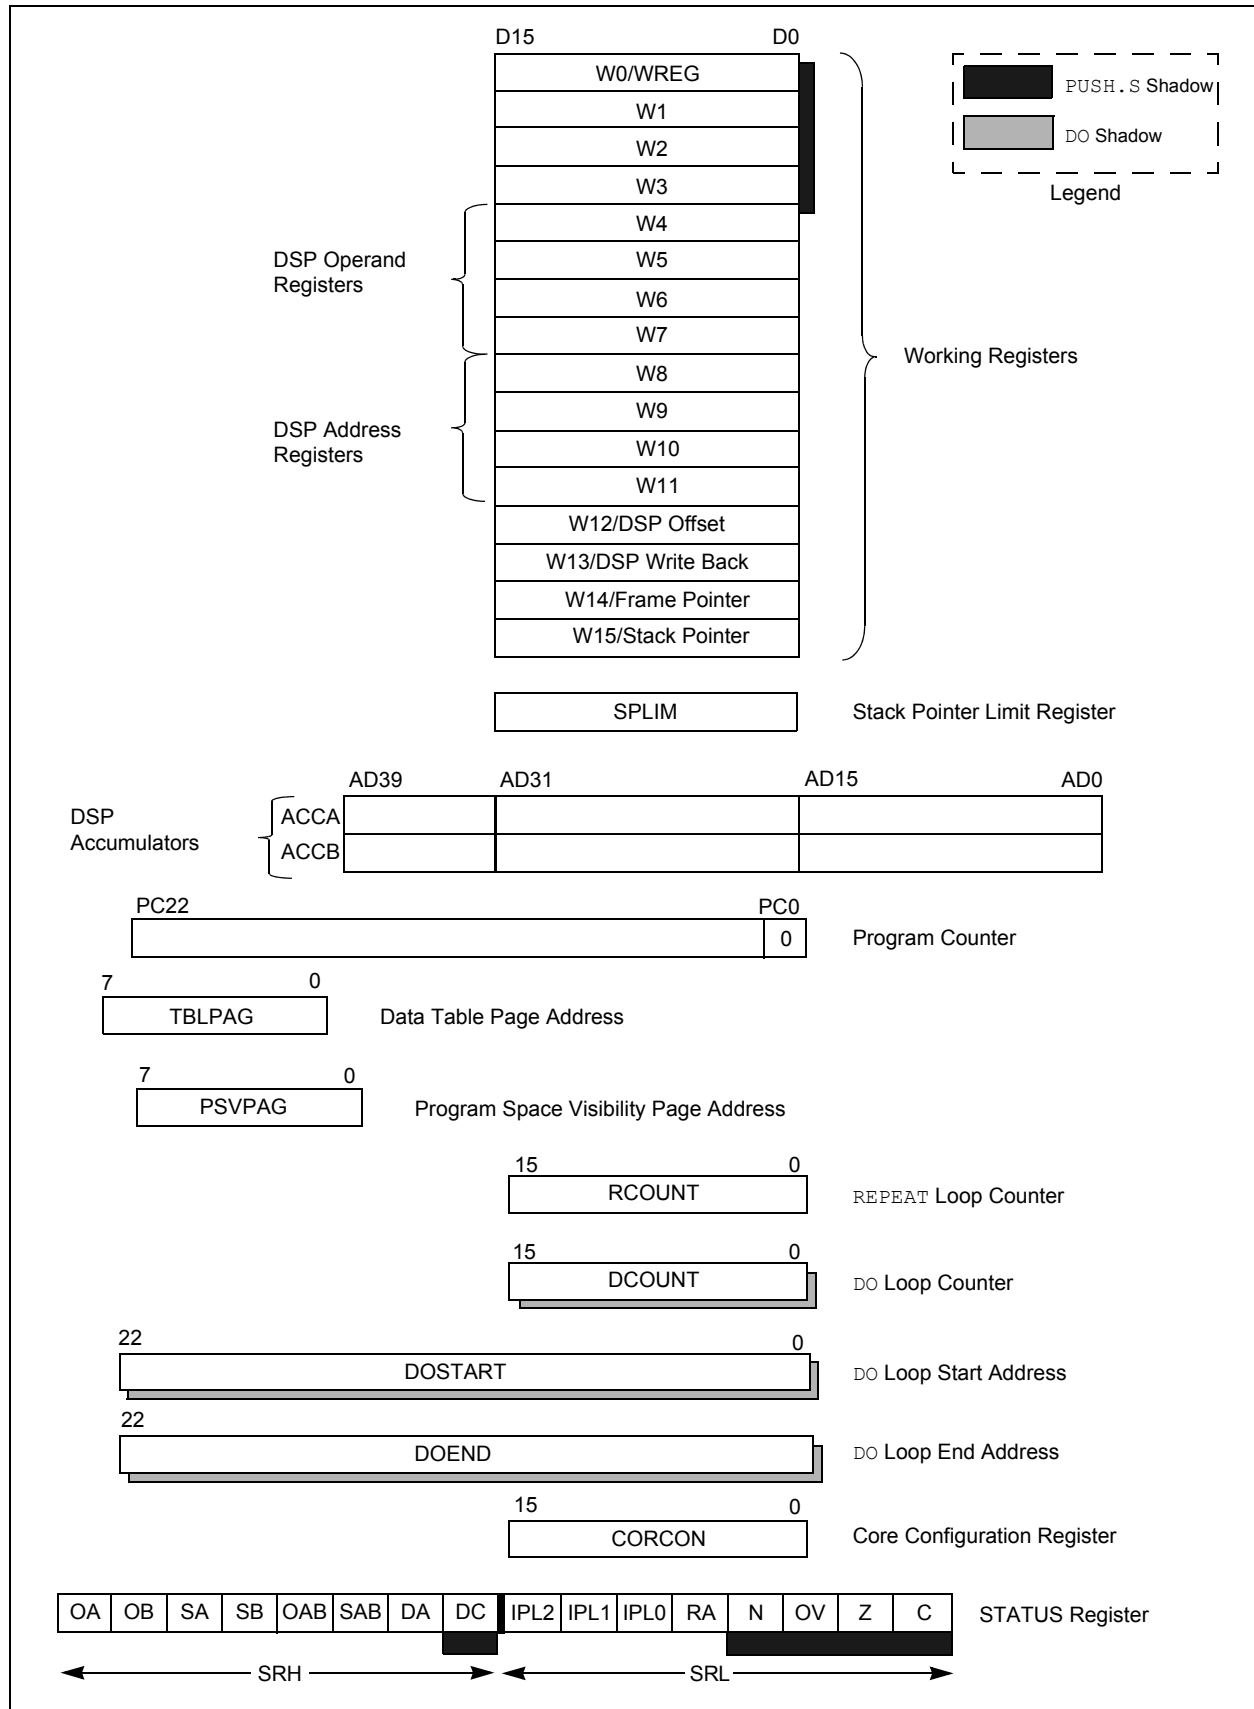 D15 D0
W0/WREG
PUSH.S Shadow
W1
W2
DO Shadow
W3
Legend
W4
DSP Operand
Registers
W5
W6
W7
Working Registers
W8
W9
DSP Address
Registers
W10
W11
W12/DSP Offset
W13/DSP Write Back
W14/Frame Pointer
W15/Stack Pointer
SPLIM Stack Pointer Limit Register
AD39 AD31 AD15 AD0
DSP
Accumulators
ACCA
ACCB
PC22 PC0
0 Program Counter
7 0
TBLPAG Data Table Page Address
7 0
PSVPAG Program Space Visibility Page Address
15 0
RCOUNT REPEAT Loop Counter
15 0
DCOUNT DO Loop Counter
22 0
DOSTART DO Loop Start Address
22
DOEND DO Loop End Address
15 0
CORCON Core Configuration Register
OA OB SA SB OAB SAB DA DC IPL2 IPL1 IPL0 RA N OV Z C STATUS Register
SRH SRL